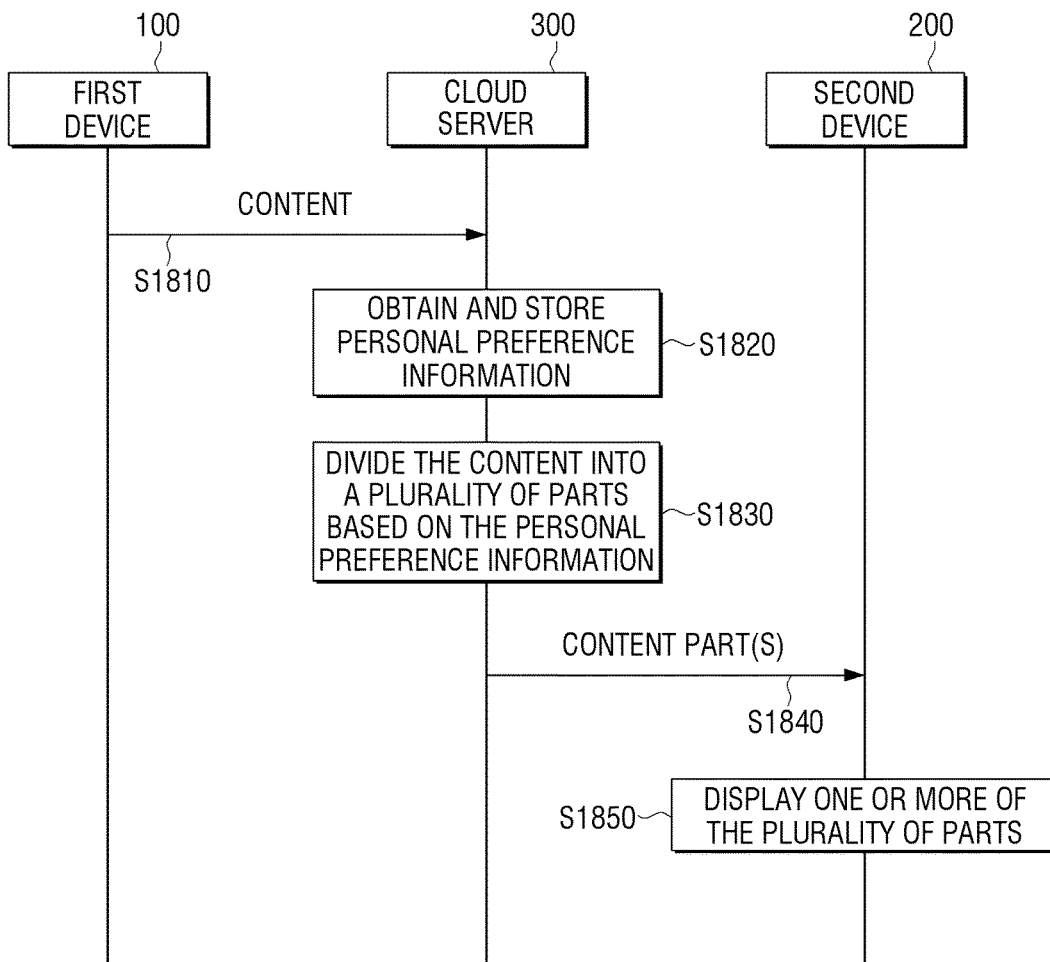 100
300
200
FIRST
DEVICE
CLOUD
SERVER
SECOND
DEVICE
CONTENT
S1810
OBTAIN AND STORE
PERSONAL PREFERENCE
INFORMATION
S1820
DIVIDE THE CONTENT INTO
A PLURALITY OF PARTS
BASED ON THE PERSONAL
PREFERENCE INFORMATION
S1830
CONTENT PART(S)
S1840
S1850
DISPLAY ONE OR MORE OF
THE PLURALITY OF PARTS